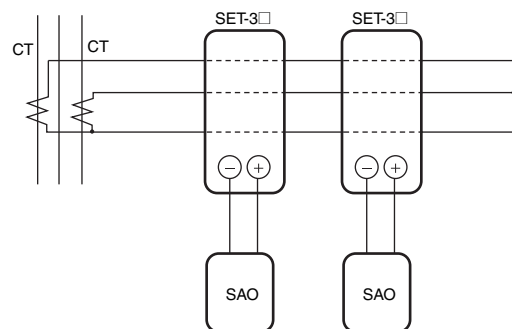 SET-3□ SET-3□
CT CT
− + − +
SAO SAO